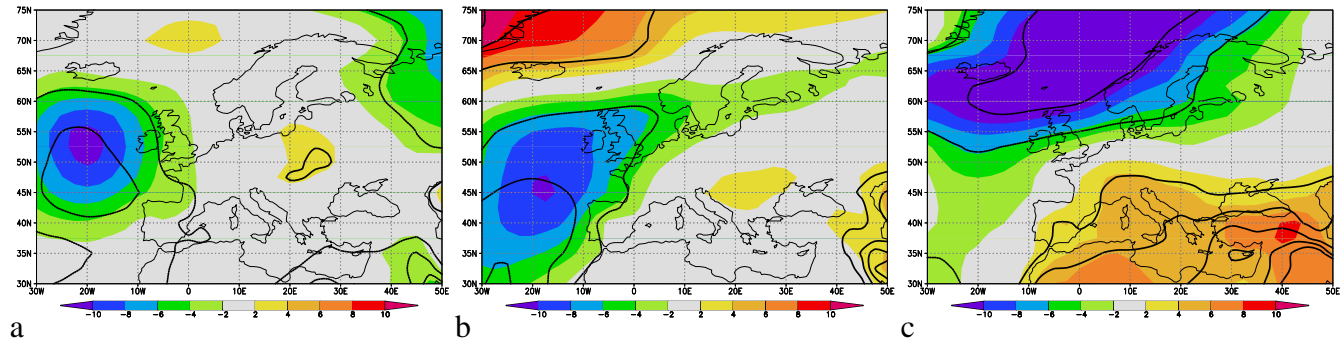 75N 75N 75N
70N 70N 70N
65N 65N 65N
60N 60N 60N
55N 55N 55N
50N 50N 50N
45N 45N 45N
40N 40N 40N
35N 35N 35N
30N 30N 30N
30W 20W 10W 0 10E 20E 30E 40E 50E 30W 20W 10W 0 10E 20E 30E 40E 50E 30W 20W 10W 0 10E 20E 30E 40E 50E
-10 -8 -6 -4 -2 2 4 6 8 10 -10 -8 -6 -4 -2 2 4 6 8 10 -10 -8 -6 -4 -2 2 4 6 8 10
a b c